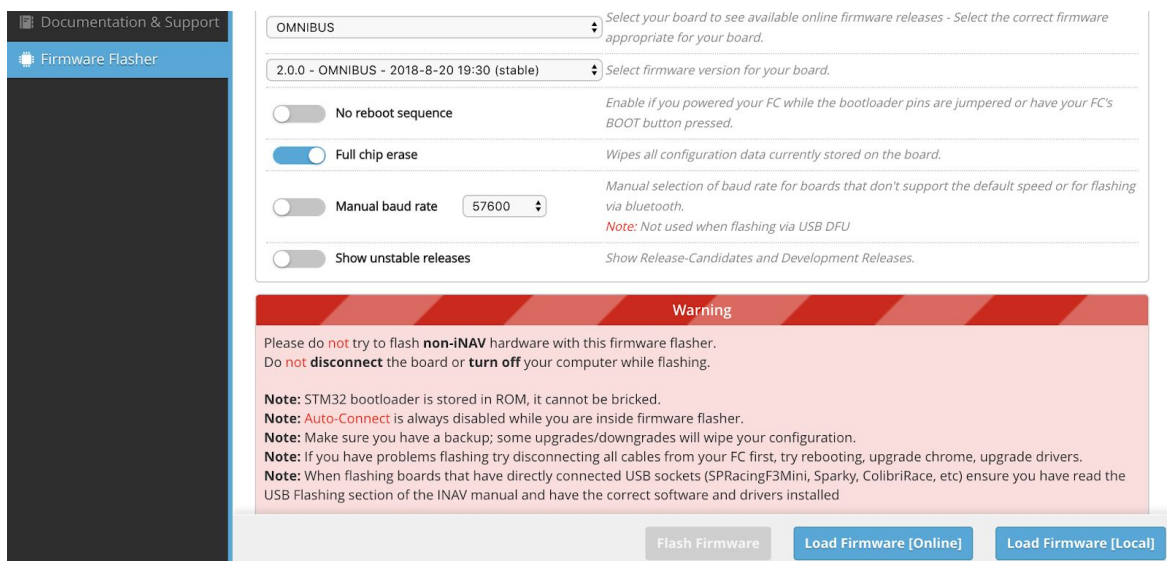 Documentation & Support
Firmware Flasher
OMNIBUS
Select your board to see available online firmware releases - Select the correct firmware
appropriate for your board.
2.0.0 - OMNIBUS - 2018-8-20 19:30 (stable)
Select firmware version for your board.
No reboot sequence
Enable if you powered your FC while the bootloader pins are jumpered or have your FC's
BOOT button pressed.
Full chip erase
Wipes all configuration data currently stored on the board.
Manual baud rate
57600
Manual selection of baud rate for boards that don't support the default speed or for flashing
via bluetooth.
Note: Not used when flashing via USB DFU
Show unstable releases
Show Release-Candidates and Development Releases.
Warning
Please do not try to flash non-iNAV hardware with this firmware flasher.
Do not disconnect the board or turn off your computer while flashing.
Note: STM32 bootloader is stored in ROM, it cannot be bricked.
Note: Auto-Connect is always disabled while you are inside firmware flasher.
Note: Make sure you have a backup; some upgrades/downgrades will wipe your configuration.
Note: If you have problems flashing try disconnecting all cables from your FC first, try rebooting, upgrade chrome, upgrade drivers.
Note: When flashing boards that have directly connected USB sockets (SPRacingF3Mini, Sparky, ColibriRace, etc) ensure you have read the
USB Flashing section of the INAV manual and have the correct software and drivers installed
Flash Firmware
Load Firmware [Online]
Load Firmware [Local]